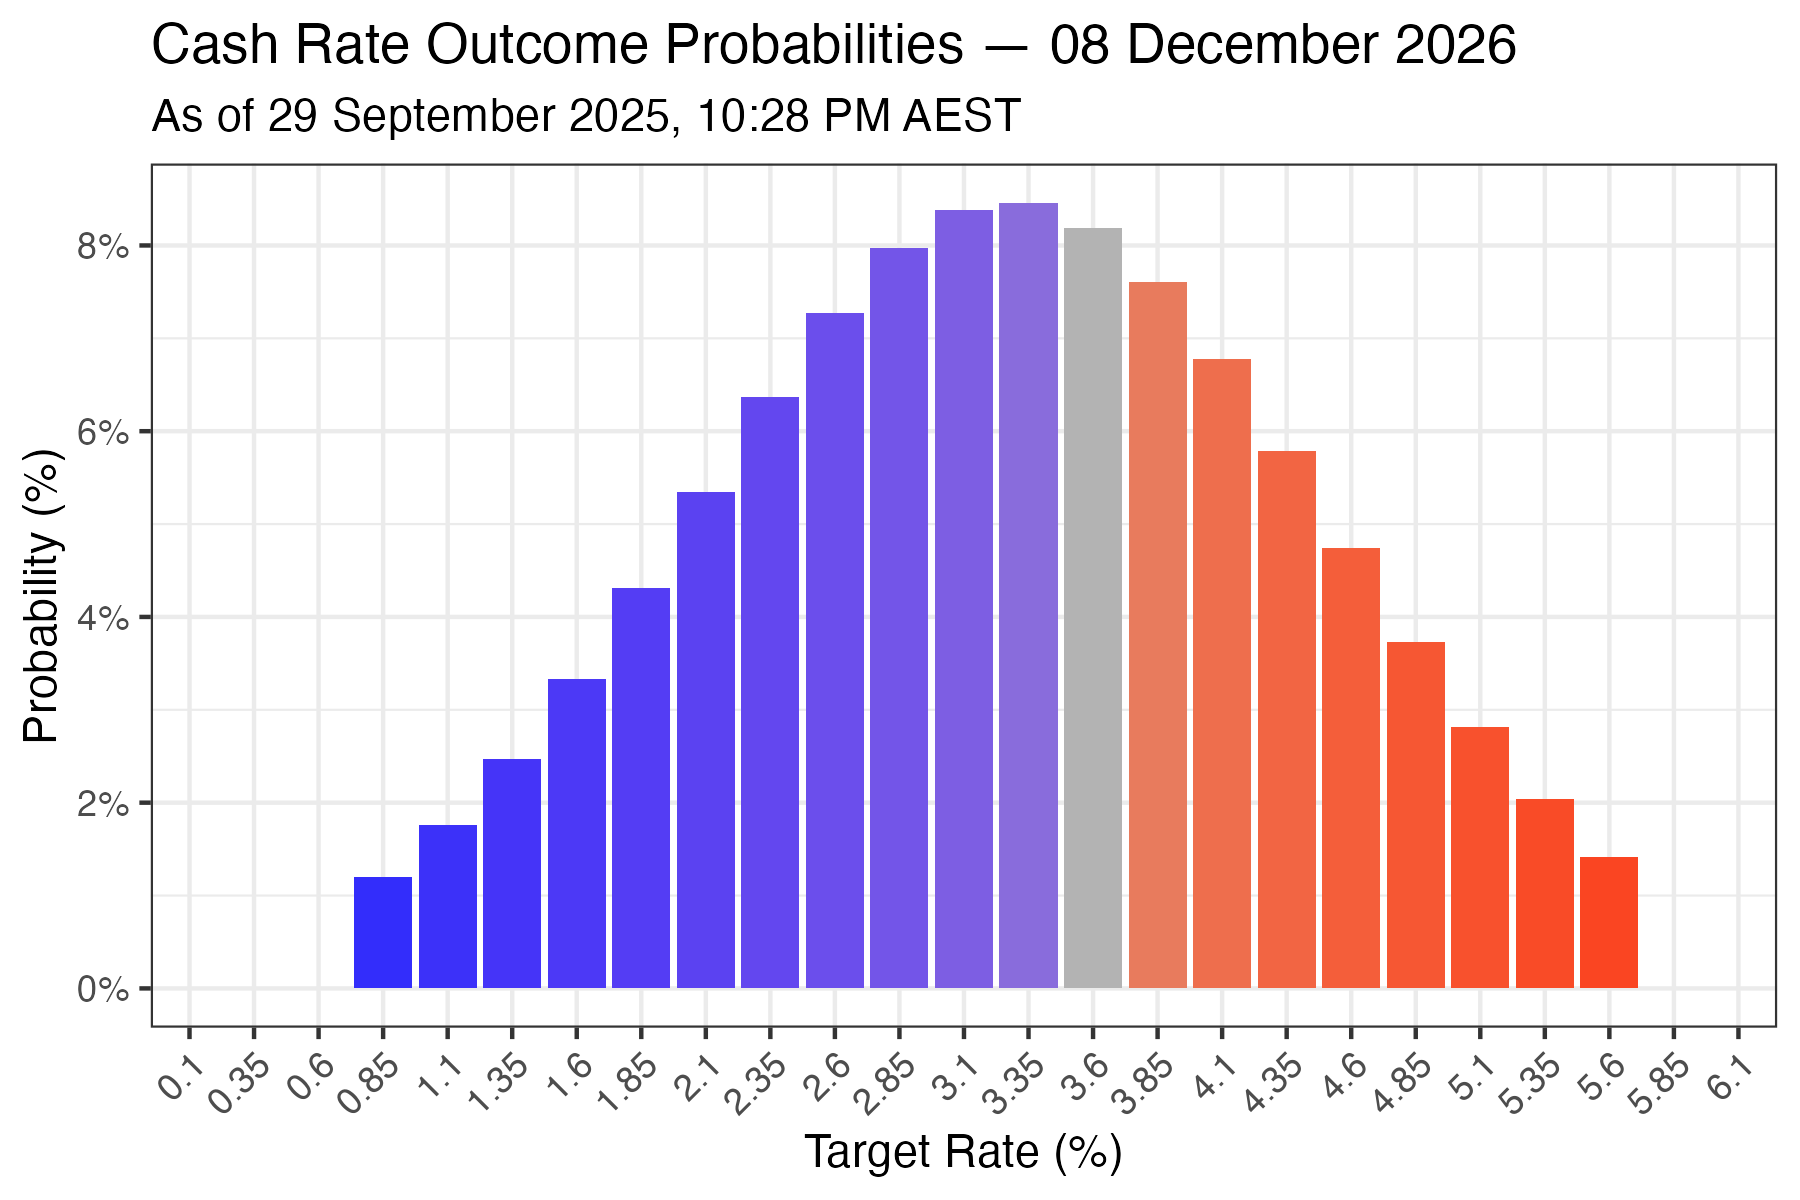 Cash Rate Outcome Probabilities — 08 December 2026
As of 29 September 2025, 10:28 PM AEST
Probability (%)
8%
6%
4%
2%
0%
0.1 0.35 0.6 0.85 1.1 1.35 1.6 1.85 2.1 2.35 2.6 2.85 3.1 3.35 3.6 3.85 4.1 4.35 4.6 4.85 5.1 5.35 5.6 5.85 6.1
Target Rate (%)